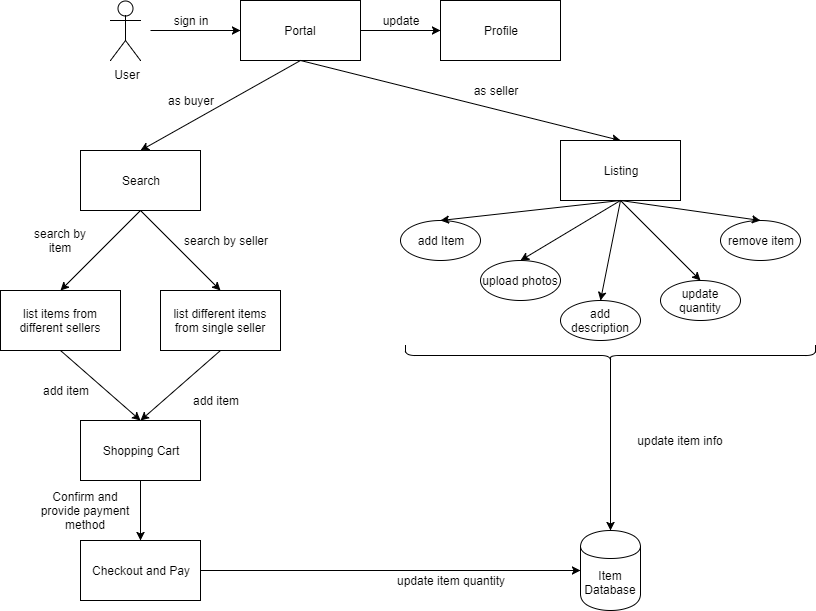 sign in
Portal
update
Profile
User
as buyer
as seller
Search
Listing
search by
item
search by seller
add Item
remove item
upload photos
update
quantity
add
description
list items from
different sellers
list different items
from single seller
add item
add item
Shopping Cart
update item info
Confirm and
provide payment
method
Checkout and Pay
update item quantity
Item
Database